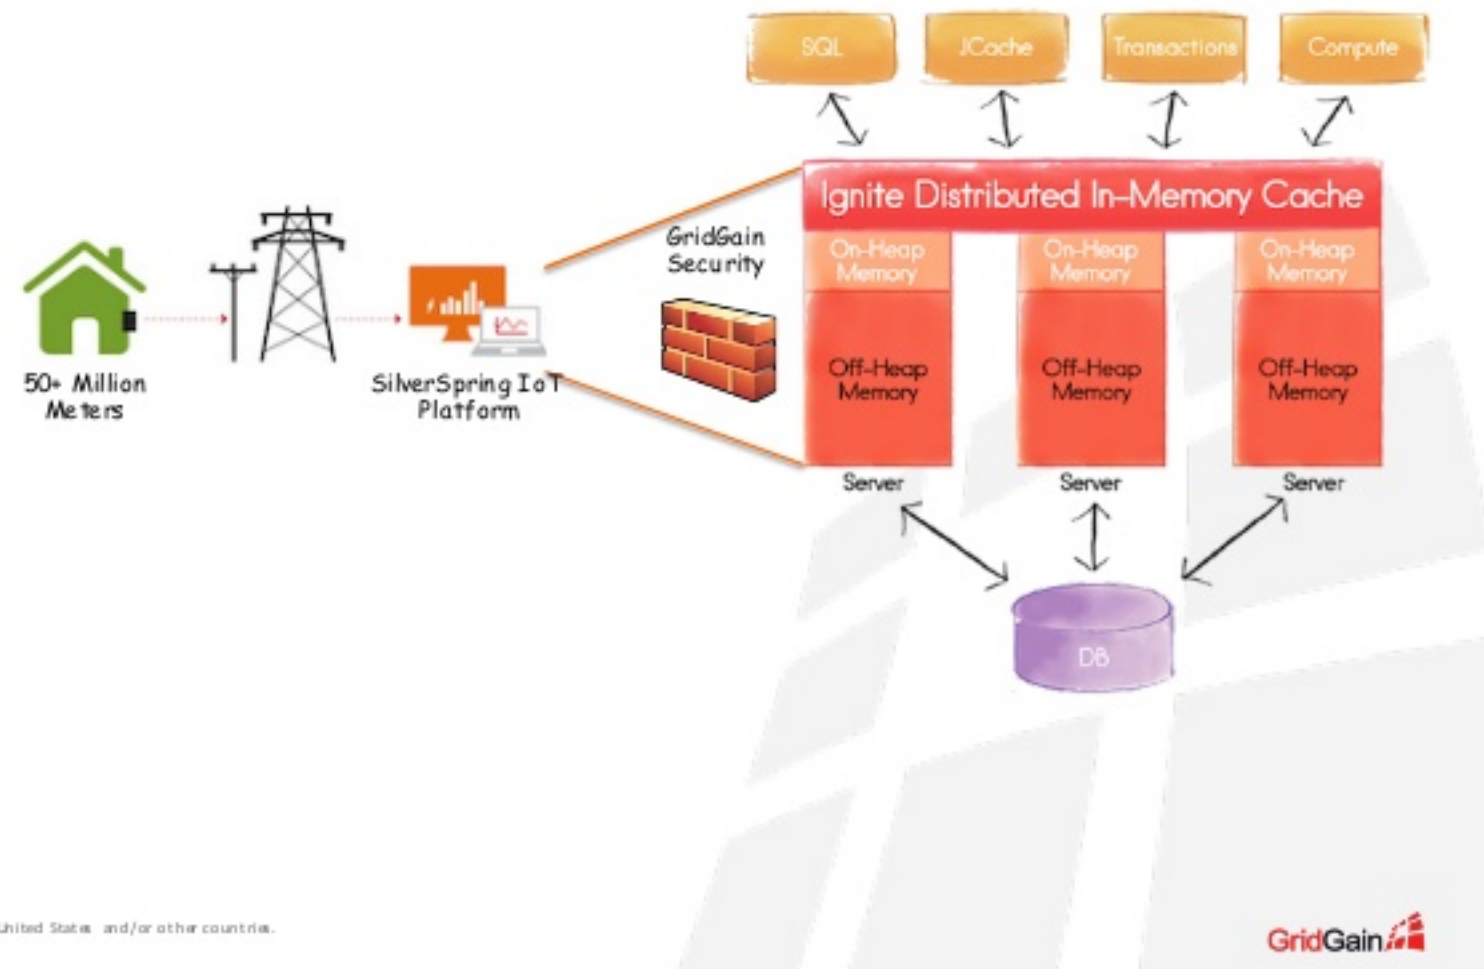 SQL
JCache
Transactions
Compute
Ignite Distributed In-Memory Cache
GridGain
Security
On-Heap
Memory
On-Heap
Memory
On-Heap
Memory
Off-Heap
Memory
Off-Heap
Memory
Off-Heap
Memory
50+ Million
Meters
SilverSpring IoT
Platform
Server
Server
Server
DB
United States and/or other countries.
GridGain